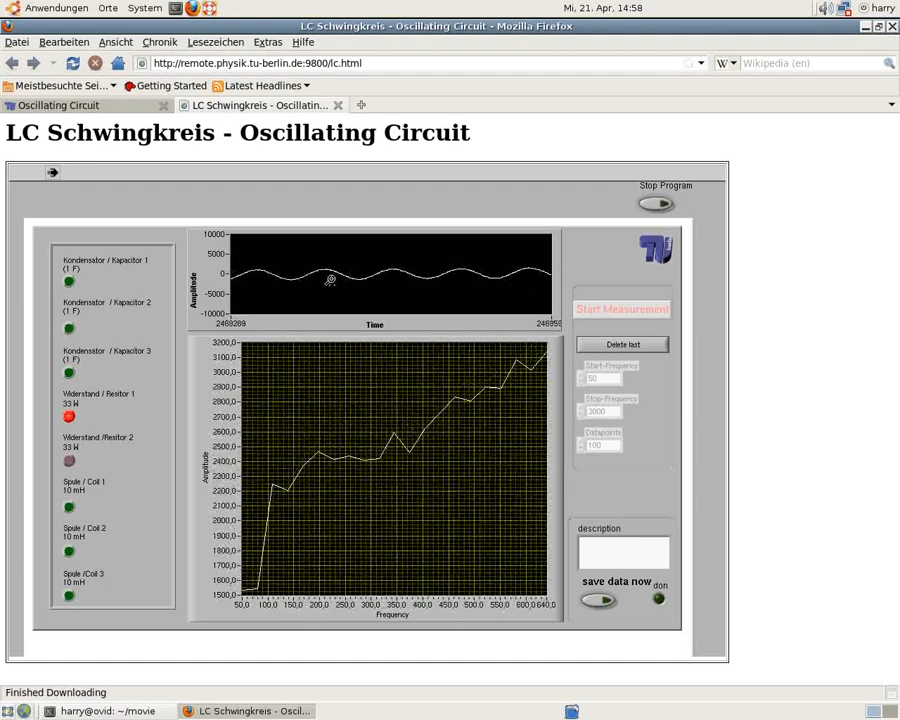 Anwendungen Orte System Mi, 21. Apr, 14:58 harry
LC Schwingkreis - Oscillating Circuit - Mozilla Firefox
Datei Bearbeiten Ansicht Chronik Lesezeichen Extras Hilfe
http://remote.physik.tu-berlin.de:9800/lc.html W Wikipedia (en)
Meistbesuchte Sei... Getting Started Latest Headlines
Oscillating Circuit LC Schwingkreis - Oscillatin...
LC Schwingkreis - Oscillating Circuit
Stop Program
Kondensator / Kapacitor 1
(1 F)
Kondensator / Kapacitor 2
(1 F)
Kondensator / Kapacitor 3
(1 F)
Widerstand / Resitor 1
33 W
Widerstand /Resitor 2
33 W
Spule / Coil 1
10 mH
Spule / Coil 2
10 mH
Spule /Coil 3
10 mH
Amplitude
10000
5000
0
-5000
-10000
2469289 246959
Time
Amplitude
3200,0
3100,0
3000,0
2900,0
2800,0
2700,0
2600,0
2500,0
2400,0
2300,0
2200,0
2100,0
2000,0
1900,0
1800,0
1700,0
1600,0
1500,0
50,0 100,0 150,0 200,0 250,0 300,0 350,0 400,0 450,0 500,0 550,0 600,0 640,0
Frequency
Start Measurement
Delete last
Start-Frequency
50
Stop-Frequency
3000
Datapoints
100
description
save data now don
Finished Downloading
harry@ovid: ~/movie LC Schwingkreis - Oscil...